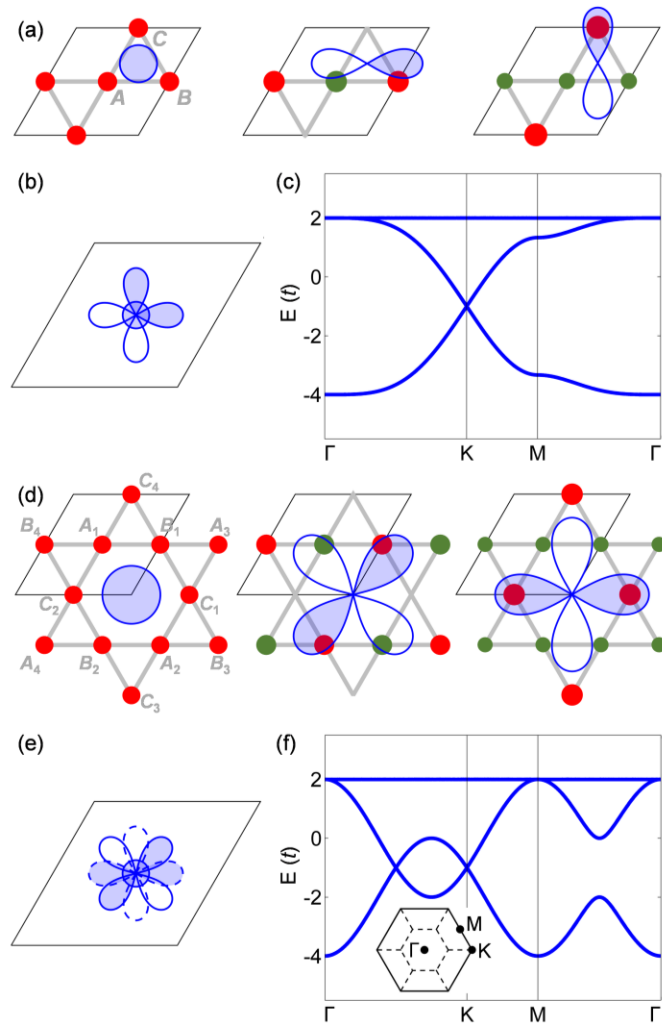 (a)
C
A
B
(b)
(c)
E (t)
2
0
-2
-4
Γ
K
M
Γ
(d)
C4
B4
A1
B1
A3
C2
C1
A4
B2
A2
B3
C3
(e)
(f)
E (t)
2
0
-2
-4
Γ
M
K
Γ
K
M
Γ